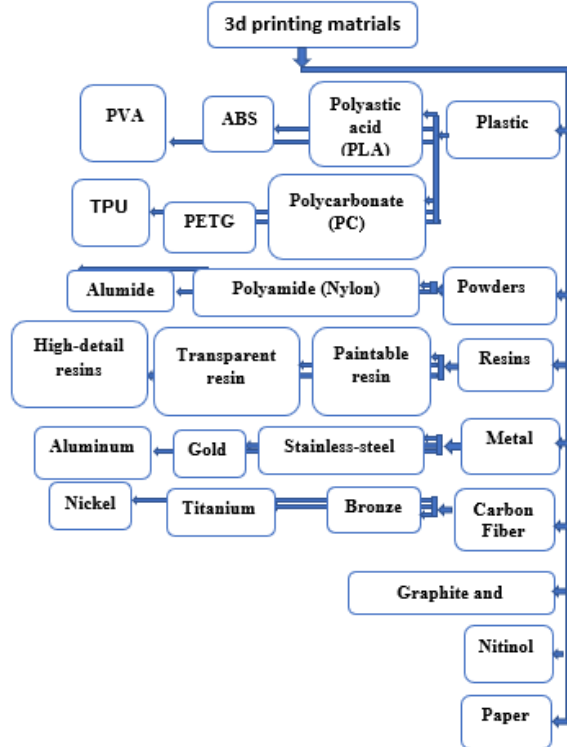 3d printing matrials
PVA
ABS
Polyastic
acid
(PLA)
Plastic
TPU
PETG
Polycarbonate
(PC)
Alumide
Polyamide (Nylon)
Powders
High-detail
resins
Transparent
resin
Paintable
resin
Resins
Aluminum
Gold
Stainless-steel
Metal
Nickel
Titanium
Bronze
Carbon
Fiber
Graphite and
Nitinol
Paper